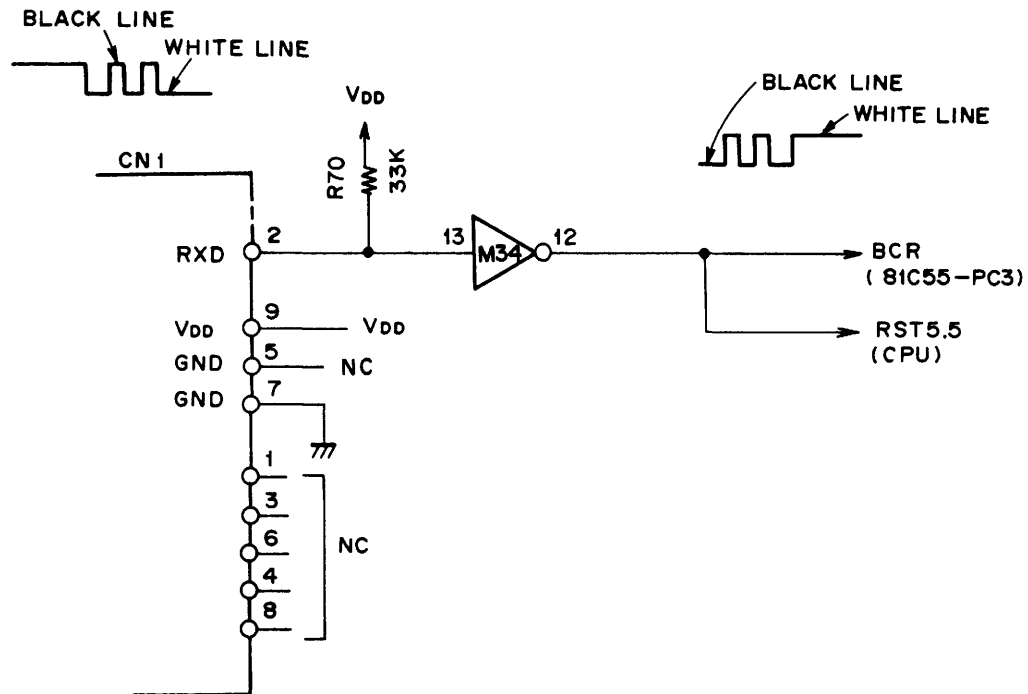 BLACK LINE
WHITE LINE
VDD
BLACK LINE
WHITE LINE
CN1
R70
33K
RXD
2
13
M34
12
BCR
(81C55-PC3)
RST5.5
(CPU)
VDD
9
VDD
GND
5
NC
GND
7
1
3
6
NC
4
8